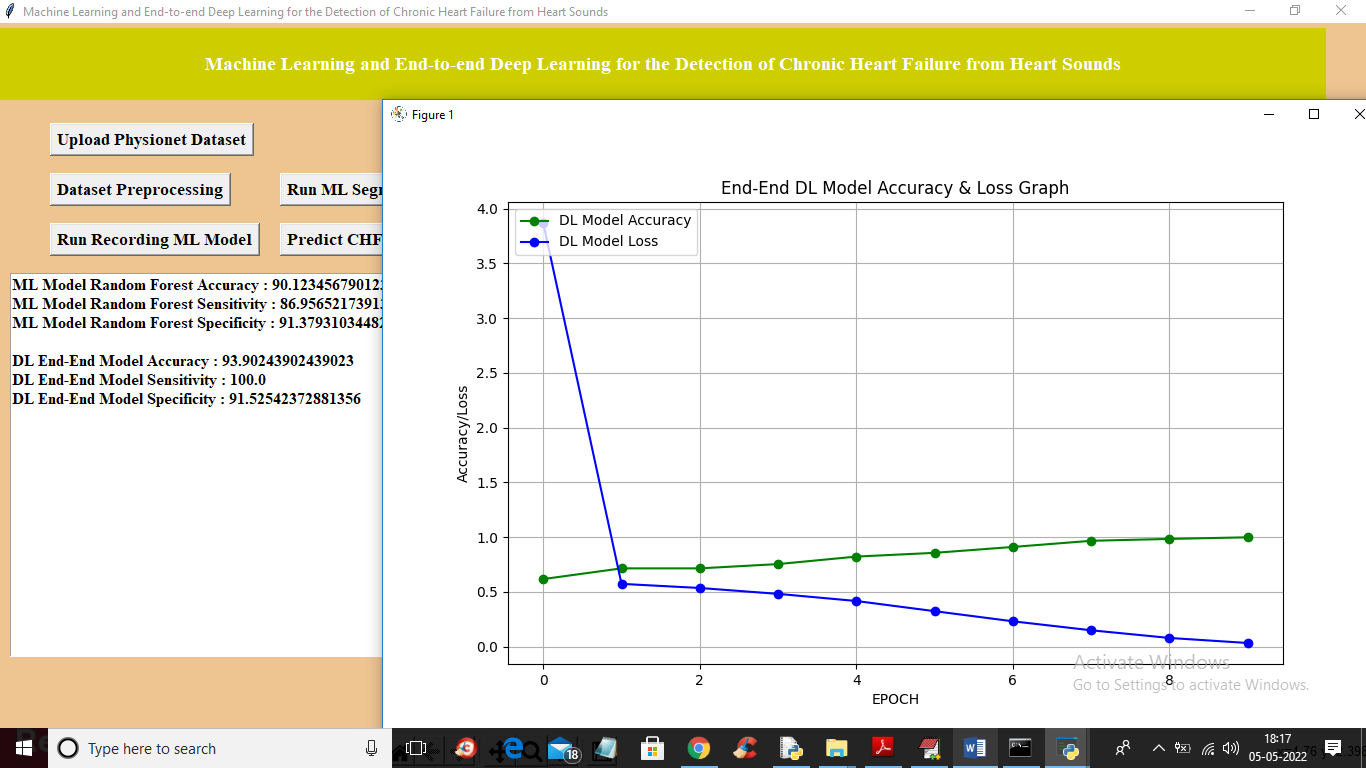 Machine Learning and End-to-end Deep Learning for the Detection of Chronic Heart Failure from Heart Sounds
Machine Learning and End-to-end Deep Learning for the Detection of Chronic Heart Failure from Heart Sounds
Figure 1
Upload Physionet Dataset
Dataset Preprocessing
Run ML
Run Recording ML Model
Predict CHF
ML Model Random Forest Accuracy : 90.12345679012
ML Model Random Forest Sensitivity : 86.9565217391
ML Model Random Forest Specificity : 91.3793103448
DL End-End Model Accuracy : 93.90243902439023
DL End-End Model Sensitivity : 100.0
DL End-End Model Specificity : 91.52542372881356
End-End DL Model Accuracy & Loss Graph
DL Model Accuracy
DL Model Loss
4.0
3.5
3.0
2.5
2.0
1.5
1.0
0.5
0.0
Accuracy/Loss
0 2 4 6 8
EPOCH
Activate Windows
Go to Settings to activate Windows.
Type here to search
18
18:17
05-05-2022